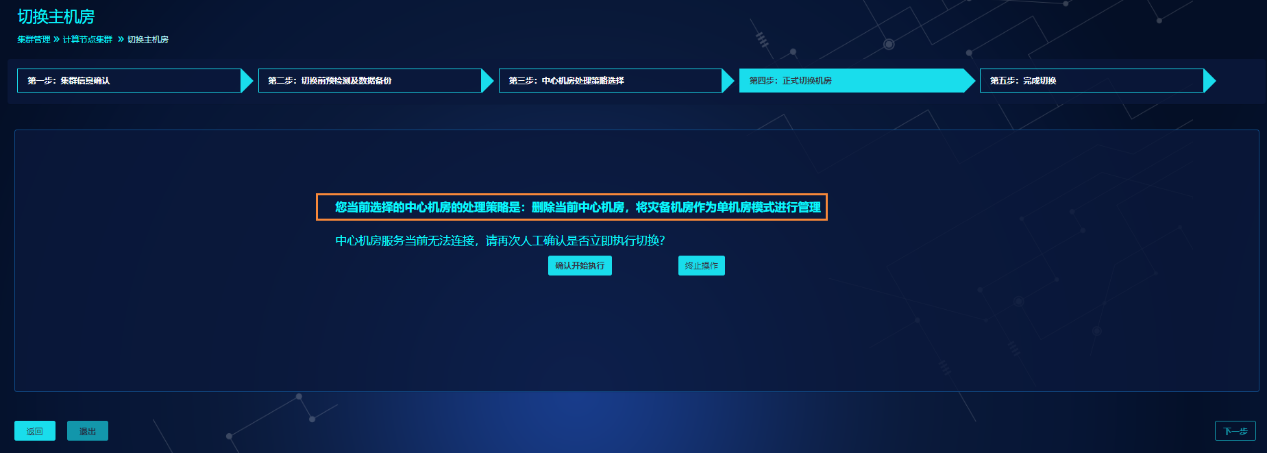 切换主机房
集群管理 » 计算节点集群 » 切换主机房
第一步：集群信息确认
第二步：切换前预检测及数据备份
第三步：中心机房处理策略选择
第四步：正式切换机房
第五步：完成切换
您当前选择的中心机房的处理策略是：删除当前中心机房，将灾备机房作为单机房模式进行管理
中心机房服务当前无法连接，请再次人工确认是否立即执行切换？
确认开始执行
终止操作
返回
退出
下一步